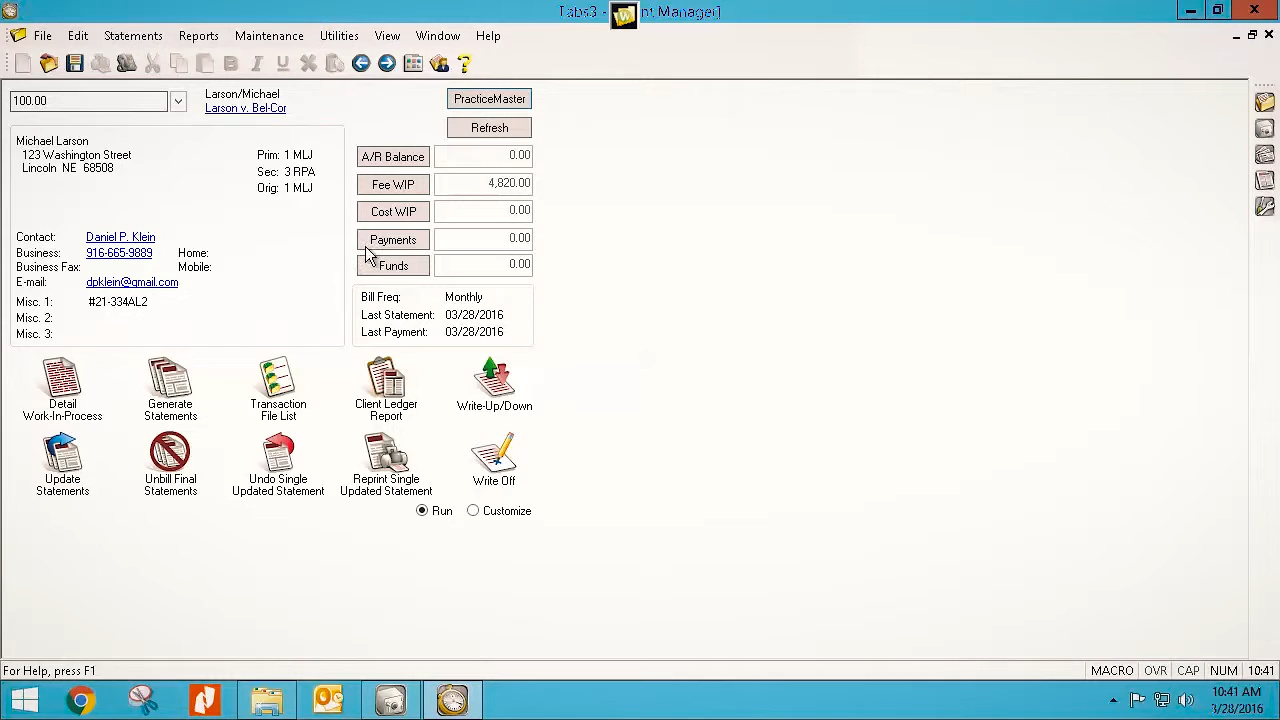 Tabs3 - nt Manager]
File Edit Statements Reports Maintenance Utilities View Window Help
100.00
Larson/Michael
Larson v. Bel-Cor
PracticeMaster
Refresh
Michael Larson
123 Washington Street
Lincoln NE 68508
Prim: 1 MLJ
Sec: 3 RPA
Orig: 1 MLJ
A/R Balance 0.00
Fee WIP 4,820.00
Cost WIP 0.00
Payments 0.00
Funds 0.00
Contact: Daniel P. Klein
Business: 916-665-9889 Home:
Business Fax: Mobile:
E-mail: dpklein@gmail.com
Misc. 1: #21-334AL2
Misc. 2:
Misc. 3:
Bill Freq: Monthly
Last Statement: 03/28/2016
Last Payment: 03/28/2016
Detail
Work-In-Process
Generate
Statements
Transaction
File List
Client Ledger
Report
Write-Up/Down
Update
Statements
Unbill Final
Statements
Undo Single
Updated Statement
Reprint Single
Updated Statement
Write Off
Run Customize
For Help, press F1
MACRO OVR CAP NUM 10:41
10:41 AM
3/28/2016